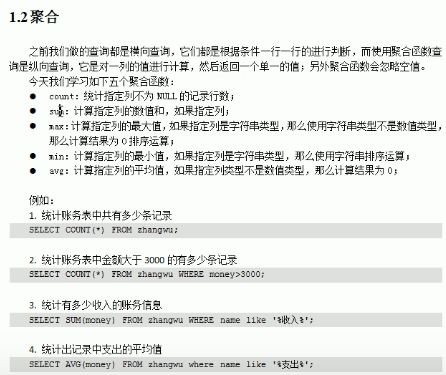 1.2 聚合
之前我们做的查询都是横向查询，它们都是根据条件一行一行的进行判断，而使用聚合函数查
询是纵向查询，它是对一列的值进行计算，然后返回一个单一的值；另外聚合函数会忽略空值。
今天我们学习如下五个聚合函数：
● count：统计指定列不为 NULL 的记录行数；
● sum：计算指定列的数值和，如果指定列；
● max：计算指定列的最大值，如果指定列是字符串类型，那么使用字符串类型不是数值类型，
那么计算结果为 0 排序运算；
● min：计算指定列的最小值，如果指定列是字符串类型，那么使用字符串排序运算；
● avg：计算指定列的平均值，如果指定列类型不是数值类型，那么计算结果为 0；
例如：
1. 统计账务表中共有多少条记录
SELECT COUNT(*) FROM zhangwu;
2. 统计账务表中金额大于 3000 的有多少条记录
SELECT COUNT(*) FROM zhangwu WHERE money>3000;
3. 统计有多少收入的账务信息
SELECT SUM(money) FROM zhangwu WHERE name like '%收入%';
4. 统计出记录中支出的平均值
SELECT AVG(money) FROM zhangwu where name like '%支出%';